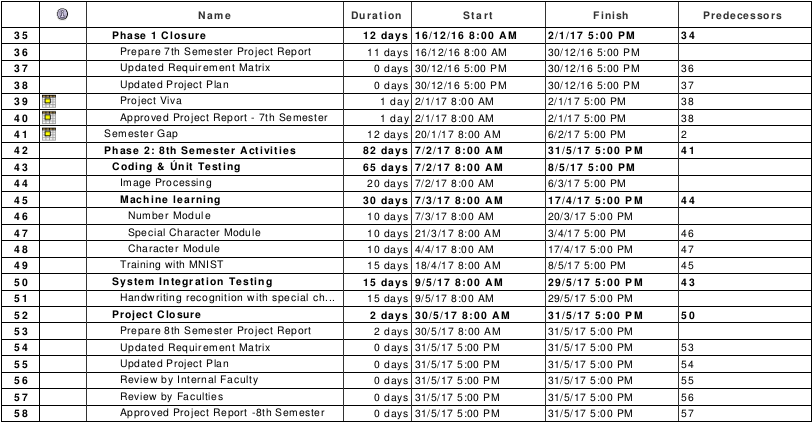 Name Duration Start Finish Predecessors
35 Phase 1 Closure 12 days 16/12/16 8:00 AM 2/1/17 5:00 PM 34
36 Prepare 7th Semester Project Report 11 days 16/12/16 8:00 AM 30/12/16 5:00 PM
37 Updated Requirement Matrix 0 days 30/12/16 5:00 PM 30/12/16 5:00 PM 36
38 Updated Project Plan 0 days 30/12/16 5:00 PM 30/12/16 5:00 PM 37
39 Project Viva 1 day 2/1/17 8:00 AM 2/1/17 5:00 PM 38
40 Approved Project Report - 7th Semester 1 day 2/1/17 8:00 AM 2/1/17 5:00 PM 38
41 Semester Gap 12 days 20/1/17 8:00 AM 6/2/17 5:00 PM 2
42 Phase 2: 8th Semester Activities 82 days 7/2/17 8:00 AM 31/5/17 5:00 PM 41
43 Coding & Unit Testing 65 days 7/2/17 8:00 AM 8/5/17 5:00 PM
44 Image Processing 20 days 7/2/17 8:00 AM 6/3/17 5:00 PM
45 Machine learning 30 days 7/3/17 8:00 AM 17/4/17 5:00 PM 44
46 Number Module 10 days 7/3/17 8:00 AM 20/3/17 5:00 PM
47 Special Character Module 10 days 21/3/17 8:00 AM 3/4/17 5:00 PM 46
48 Character Module 10 days 4/4/17 8:00 AM 17/4/17 5:00 PM 47
49 Training with MNIST 15 days 18/4/17 8:00 AM 8/5/17 5:00 PM 45
50 System Integration Testing 15 days 9/5/17 8:00 AM 29/5/17 5:00 PM 43
51 Handwriting recognition with special ch... 15 days 9/5/17 8:00 AM 29/5/17 5:00 PM
52 Project Closure 2 days 30/5/17 8:00 AM 31/5/17 5:00 PM 50
53 Prepare 8th Semester Project Report 2 days 30/5/17 8:00 AM 31/5/17 5:00 PM
54 Updated Requirement Matrix 0 days 31/5/17 5:00 PM 31/5/17 5:00 PM 53
55 Updated Project Plan 0 days 31/5/17 5:00 PM 31/5/17 5:00 PM 54
56 Review by Internal Faculty 0 days 31/5/17 5:00 PM 31/5/17 5:00 PM 55
57 Review by Faculties 0 days 31/5/17 5:00 PM 31/5/17 5:00 PM 56
58 Approved Project Report -8th Semester 0 days 31/5/17 5:00 PM 31/5/17 5:00 PM 57